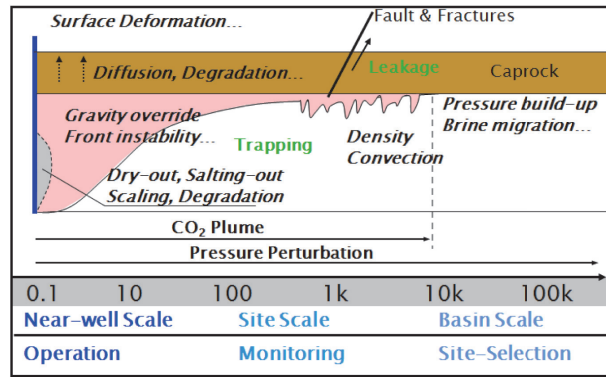 Surface Deformation...
Fault & Fractures
Leakage
Diffusion, Degradation...
Caprock
Gravity override
Front instability...
Pressure build-up
Brine migration...
Trapping
Density
Convection
Dry-out, Salting-out
Scaling, Degradation
CO₂ Plume
Pressure Perturbation
0.1 10 100 1k 10k 100k
Near-well Scale Site Scale Basin Scale
Operation Monitoring Site-Selection